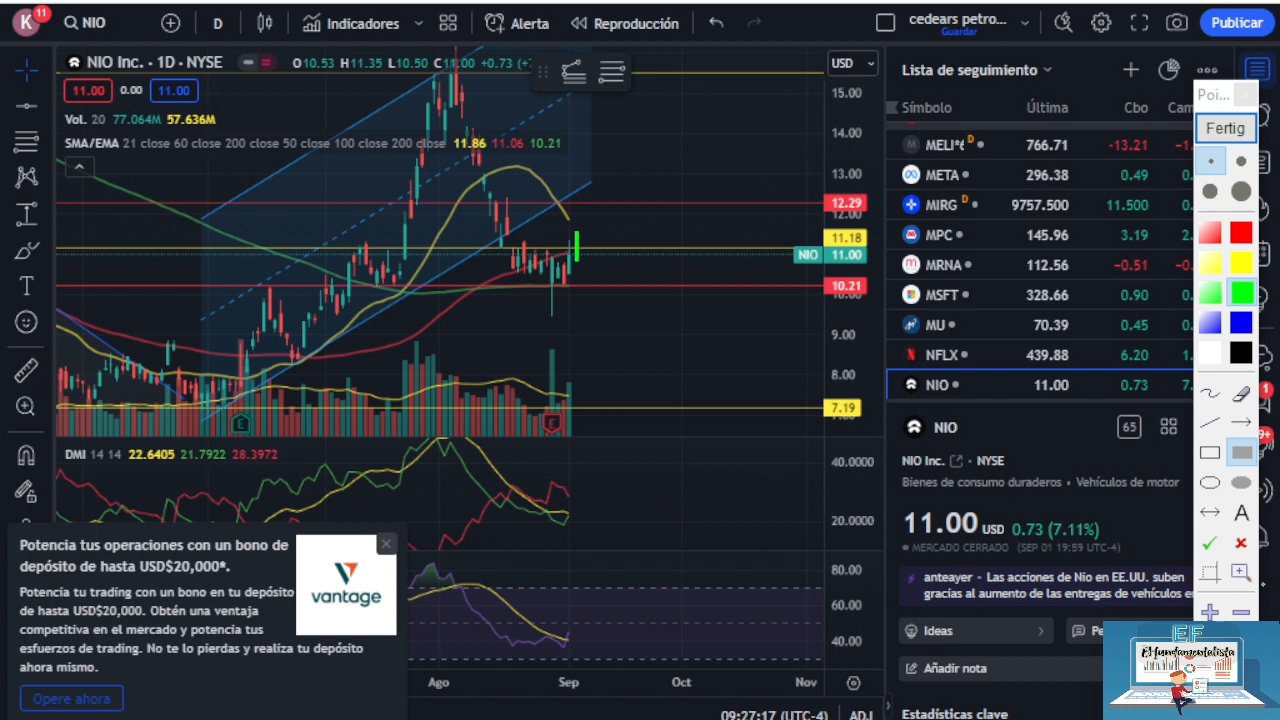 K
11
NIO
D
Indicadores
Alerta
Reproducción
cedears petro...
Guardar
Publicar
NIO Inc. · 1D · NYSE
O10.53 H11.35 L10.50 C11.00 +0.73
USD
11.00
0.00
11.00
Vol. 20 77.064M 57.636M
SMA/EMA 21 close 60 close 200 close 50 close 100 close 200 close 11.86 11.06 10.21
15.00
14.00
13.00
12.29
12.00
11.18
NIO 11.00
10.21
10.00
9.00
8.00
7.19
E
E
DMI 14 14 22.6405 21.7922 28.3972
40.0000
20.0000
80.00
60.00
40.00
Ago
Sep
Oct
Nov
09:27:17 (UTC-4)
ADJ
Potencia tus operaciones con un bono de
depósito de hasta USD$20,000*.
Potencia tu trading con un bono en tu depósito
de hasta USD$20,000. Obtén una ventaja
competitiva en el mercado y potencia tus
esfuerzos de trading. No te lo pierdas y realiza tu depósito
ahora mismo.
vantage
Opere ahora
Lista de seguimiento
Símbolo Última Cbo
MELI D 766.71 -13.21
META 296.38 0.49
MIRG D 9757.500 11.500
MPC 145.96 3.19
MRNA 112.56 -0.51
MSFT 328.66 0.90
MU 70.39 0.45
NFLX 439.88 6.20
NIO 11.00 0.73
NIO
65
NIO Inc. · NYSE
Bienes de consumo duraderos · Vehículos de motor
11.00 USD 0.73 (7.11%)
MERCADO CERRADO (SEP 01 19:59 UTC-4)
anteayer - Las acciones de Nio en EE.UU. suben
gracias al aumento de las entregas de vehículos
Ideas
Añadir nota
Estadísticas clave
Poi...
Fertig
A
1
9+
EF
El fundamentalista